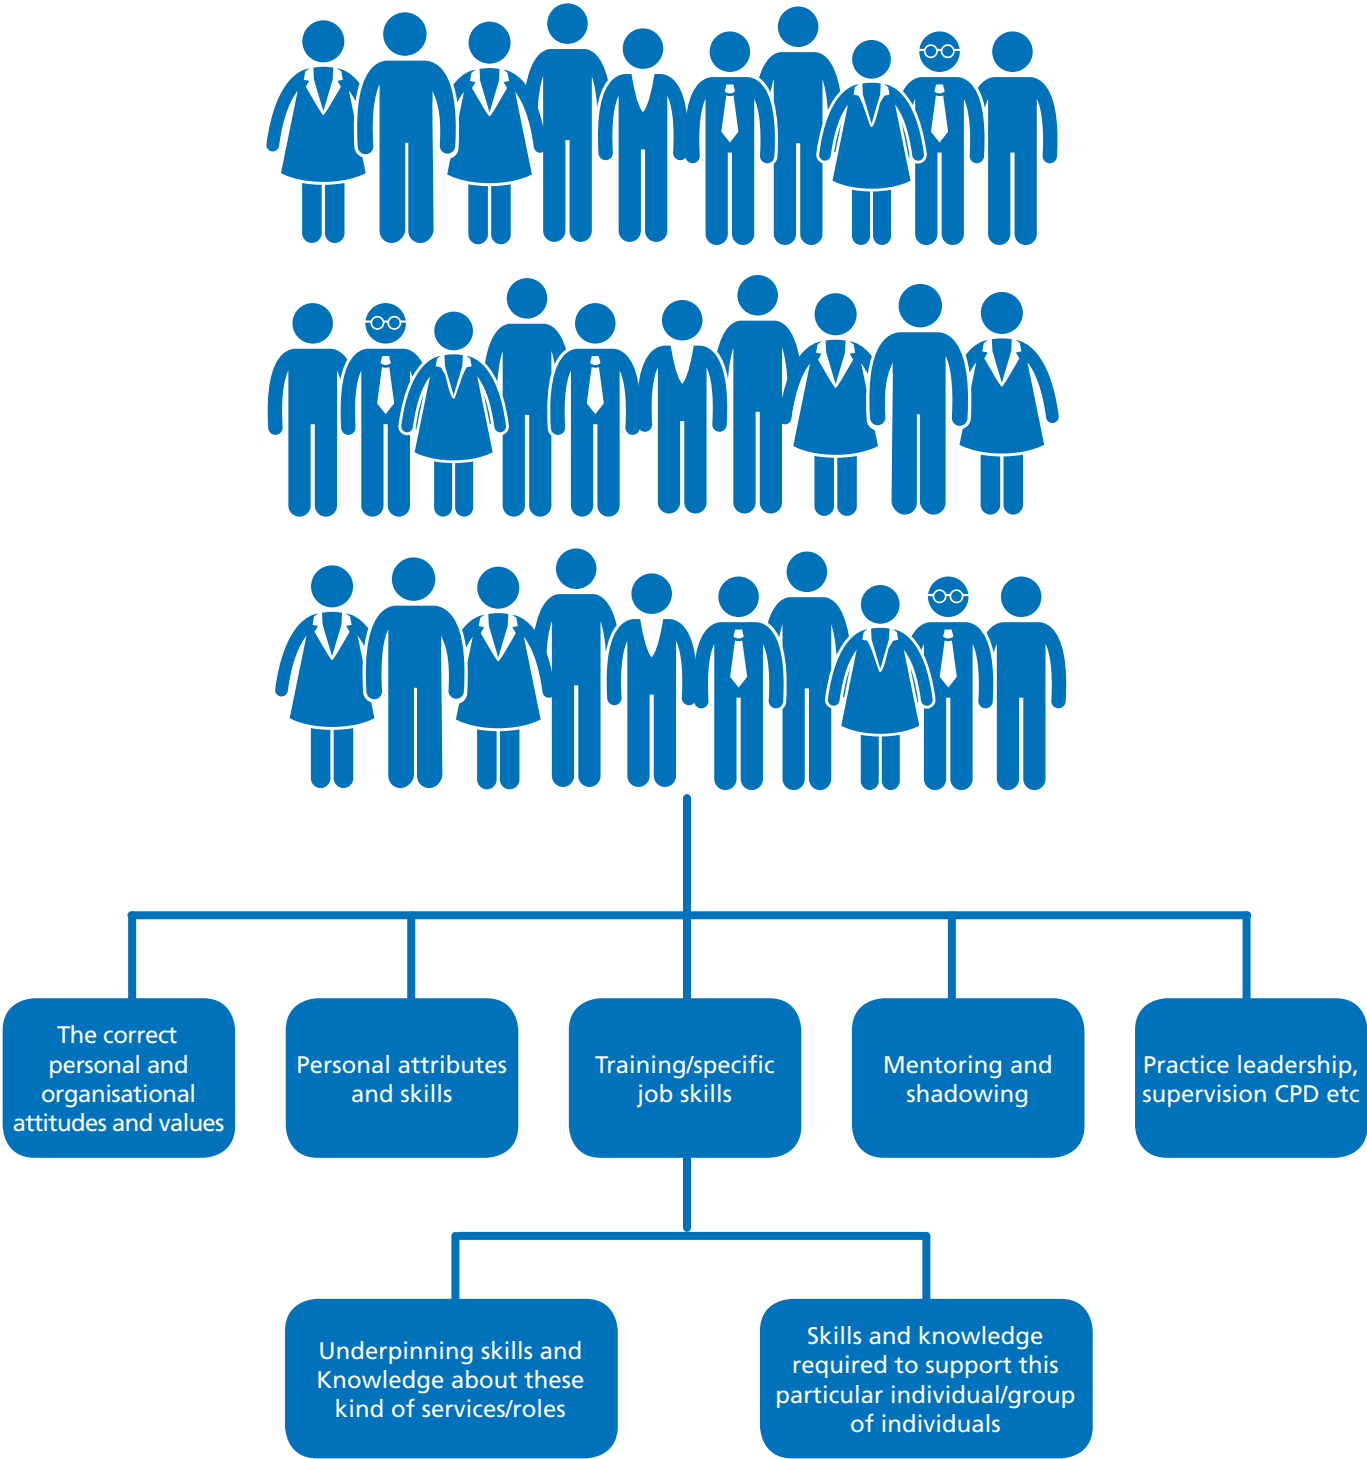 The correct
personal and
organisational
attitudes and values
Personal attributes
and skills
Training/specific
job skills
Mentoring and
shadowing
Practice leadership,
supervision CPD etc
Underpinning skills and
Knowledge about these
kind of services/roles
Skills and knowledge
required to support this
particular individual/group
of individuals